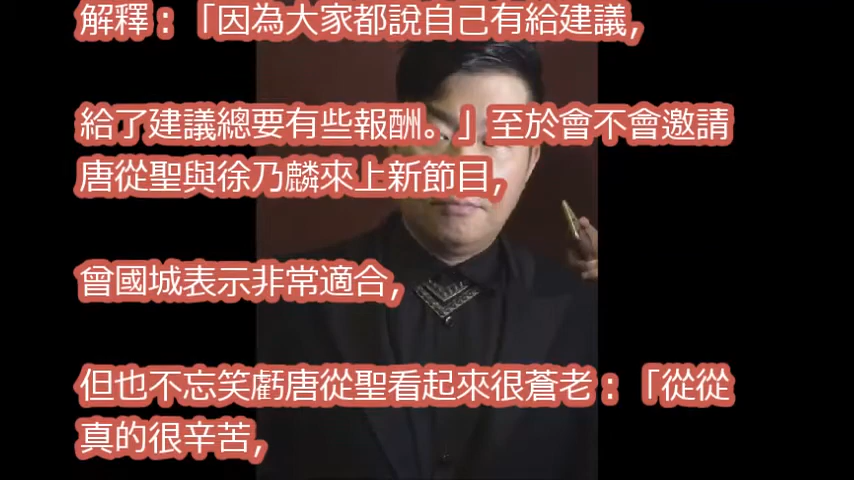 解釋：「因為大家都說自己有給建議,
給了建議總要有些報酬。」至於會不會邀請
唐從聖與徐乃麟來上新節目,
曾國城表示非常適合,
但也不忘笑虧唐從聖看起來很蒼老：「從從
真的很辛苦,